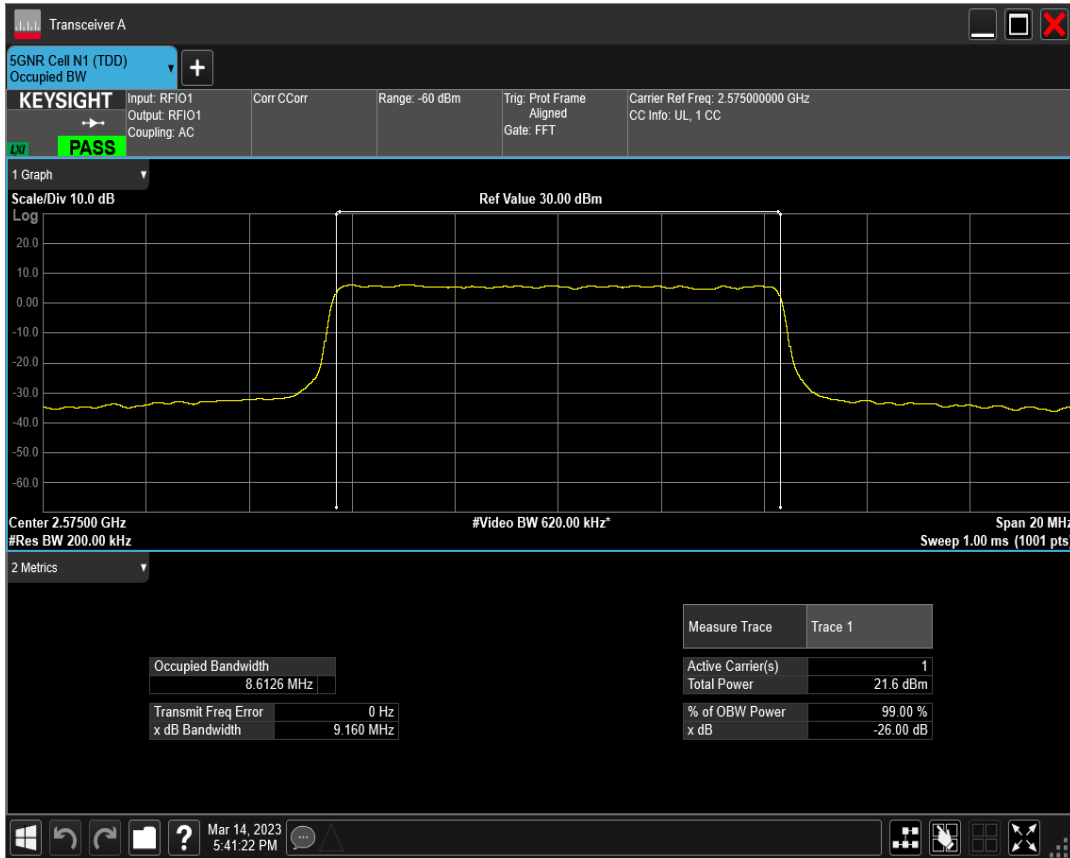 Transceiver A
5GNR Cell N1 (TDD)
Occupied BW
+
KEYSIGHT
LXI
PASS
Input: RFIO1
Output: RFIO1
Coupling: AC
Corr CCorr
Range: -60 dBm
Trig: Prot Frame
Aligned
Gate: FFT
Carrier Ref Freq: 2.575000000 GHz
CC Info: UL, 1 CC
1 Graph
Scale/Div 10.0 dB
Ref Value 30.00 dBm
Log
20.0
10.0
0.00
-10.0
-20.0
-30.0
-40.0
-50.0
-60.0
Center 2.57500 GHz
#Video BW 620.00 kHz*
Span 20 MHz
#Res BW 200.00 kHz
Sweep 1.00 ms (1001 pts)
2 Metrics
Measure Trace Trace 1
Occupied Bandwidth
8.6126 MHz
Active Carrier(s) 1
Total Power 21.6 dBm
Transmit Freq Error 0 Hz
x dB Bandwidth 9.160 MHz
% of OBW Power 99.00 %
x dB -26.00 dB
?
Mar 14, 2023
5:41:22 PM